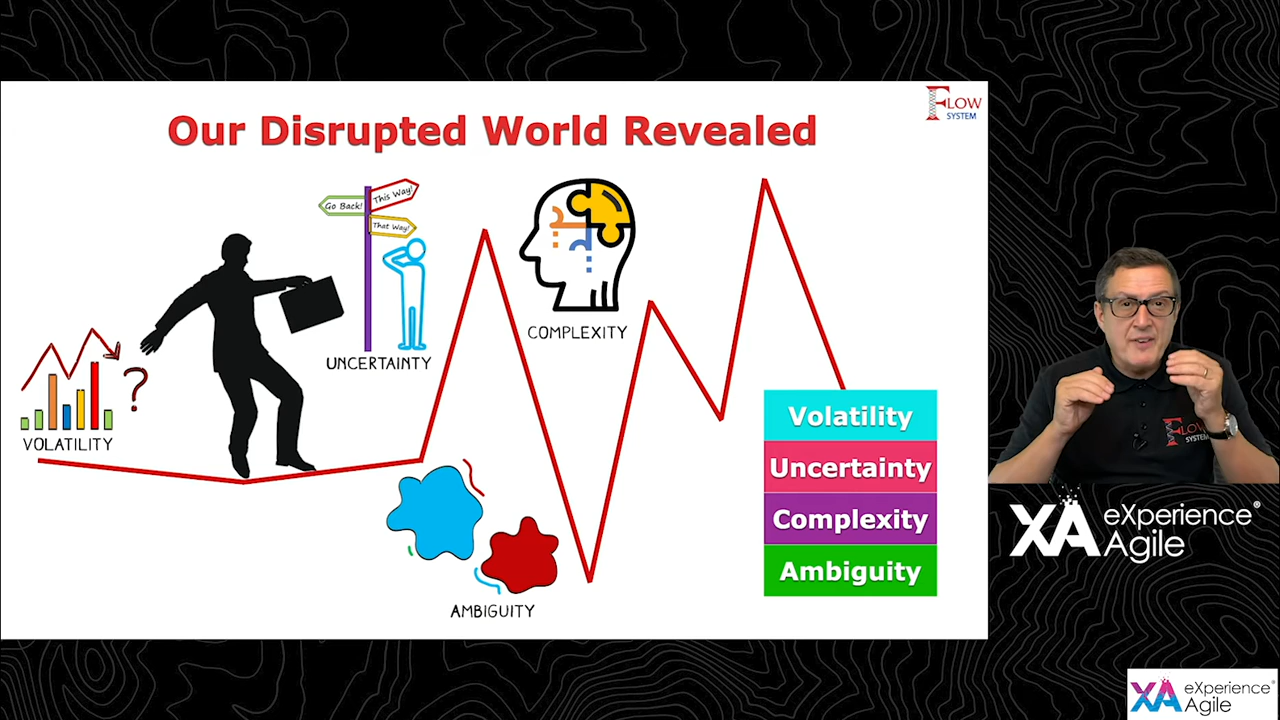 Our Disrupted World Revealed
FLOW
SYSTEM
Go Back!
This Way!
That Way!
?
VOLATILITY
UNCERTAINTY
COMPLEXITY
AMBIGUITY
Volatility
Uncertainty
Complexity
Ambiguity
FLOW
SYSTEM
XA eXperience®
Agile
XA eXperience®
Agile